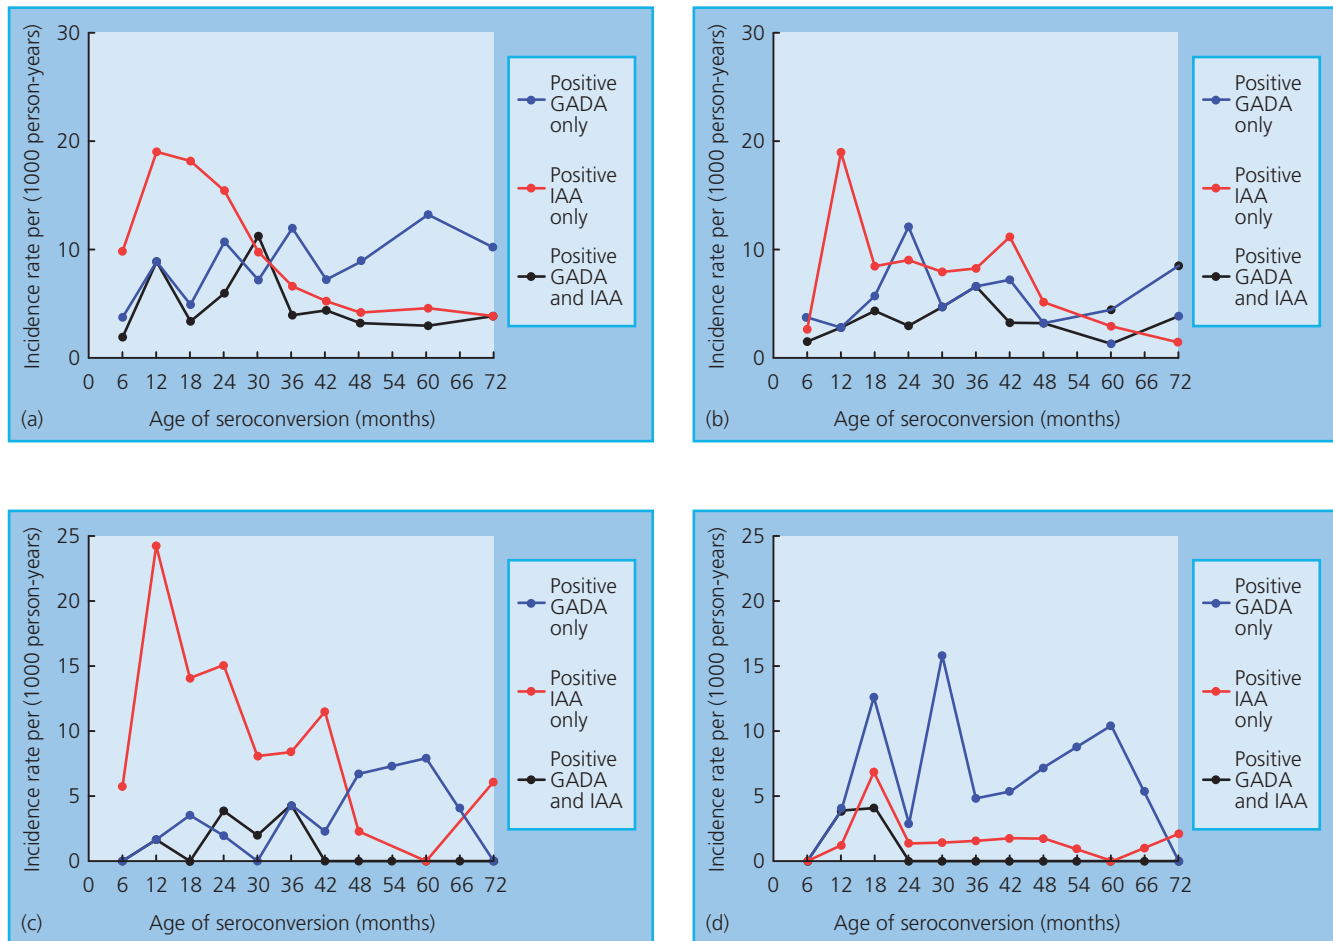 Incidence rate per (1000 person-years)
30
20
10
0
0 6 12 18 24 30 36 42 48 54 60 66 72
Age of seroconversion (months)
(a)
Positive
GADA
only
Positive
IAA
only
Positive
GADA
and IAA
Incidence rate per (1000 person-years)
30
20
10
0
0 6 12 18 24 30 36 42 48 54 60 66 72
Age of seroconversion (months)
(b)
Positive
GADA
only
Positive
IAA
only
Positive
GADA
and IAA
Incidence rate per (1000 person-years)
25
20
15
10
5
0
0 6 12 18 24 30 36 42 48 54 60 66 72
Age of seroconversion (months)
(c)
Positive
GADA
only
Positive
IAA
only
Positive
GADA
and IAA
Incidence rate per (1000 person-years)
25
20
15
10
5
0
0 6 12 18 24 30 36 42 48 54 60 66 72
Age of seroconversion (months)
(d)
Positive
GADA
only
Positive
IAA
only
Positive
GADA
and IAA